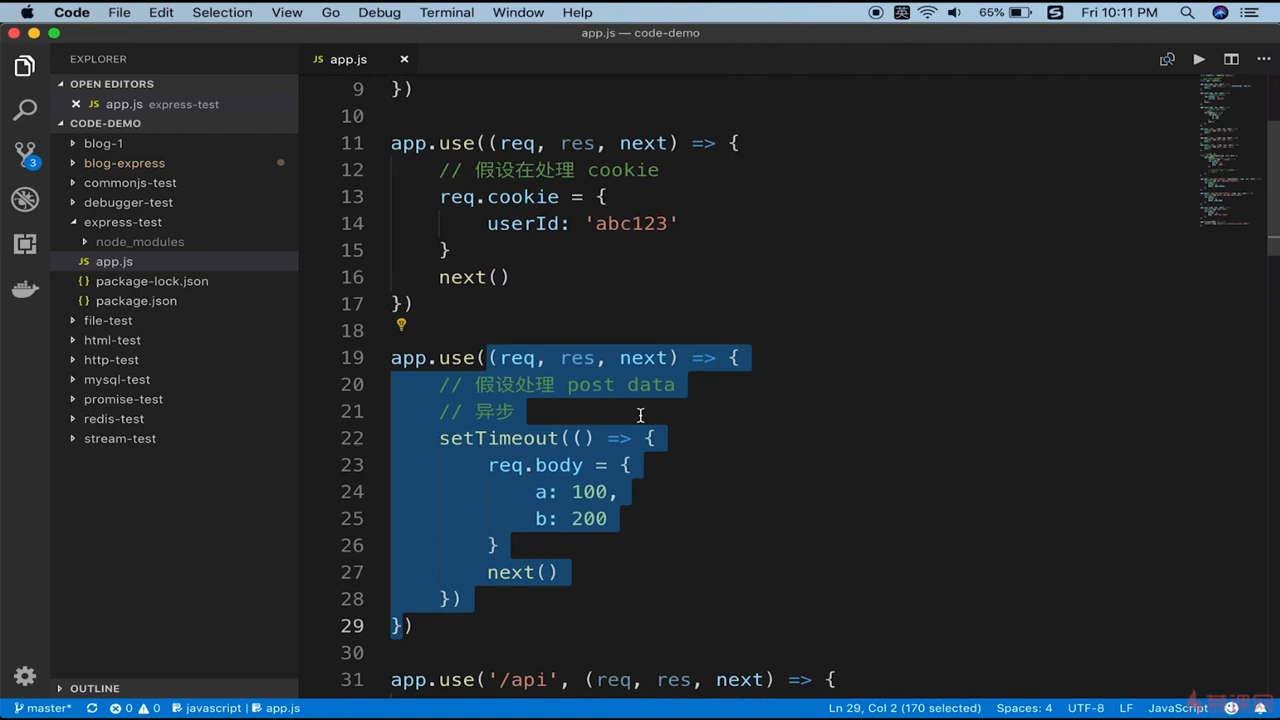 Code File Edit Selection View Go Debug Terminal Window Help 英 65% S Fri 10:11 PM
app.js — code-demo
EXPLORER
OPEN EDITORS
JS app.js express-test
CODE-DEMO
blog-1
blog-express
commonjs-test
debugger-test
express-test
node_modules
JS app.js
{} package-lock.json
{} package.json
file-test
html-test
http-test
mysql-test
promise-test
redis-test
stream-test
OUTLINE
3
JS app.js
9 })
10
11 app.use((req, res, next) => {
12 // 假设在处理 cookie
13 req.cookie = {
14 userId: 'abc123'
15 }
16 next()
17 })
18
19 app.use((req, res, next) => {
20 // 假设处理 post data
21 // 异步
22 setTimeout(() => {
23 req.body = {
24 a: 100,
25 b: 200
26 }
27 next()
28 })
29 })
30
31 app.use('/api', (req, res, next) => {
master* 0 0 javascript | app.js Ln 29, Col 2 (170 selected) Spaces: 4 UTF-8 LF JavaScript